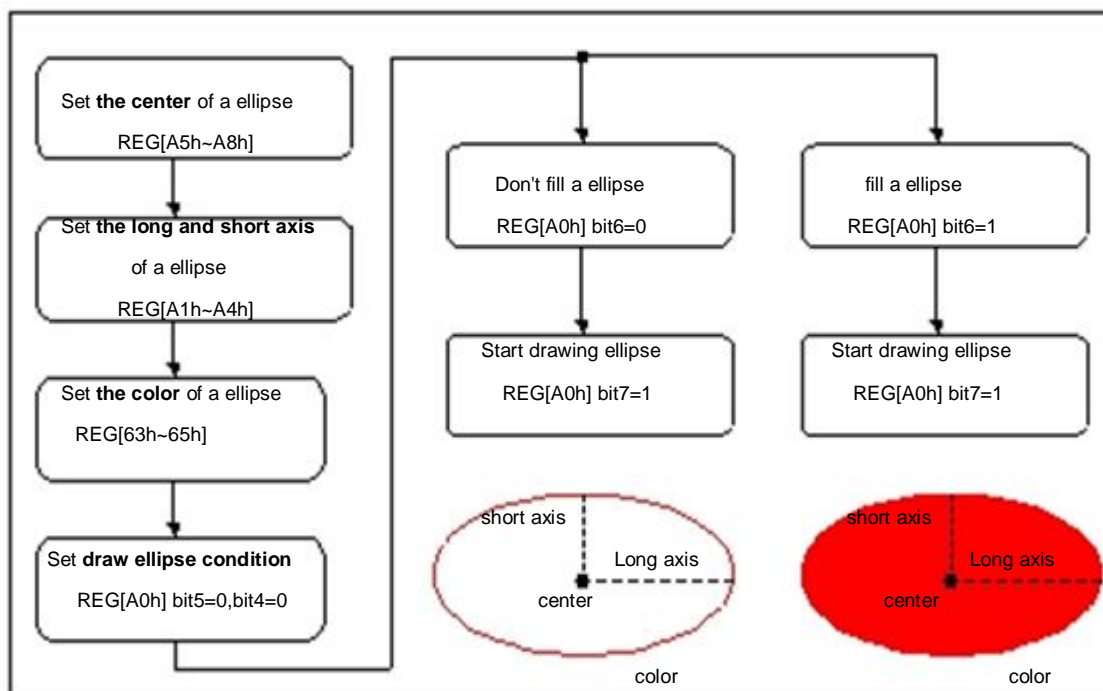 Set the center of a ellipse
REG[A5h~A8h]
Set the long and short axis
of a ellipse
REG[A1h~A4h]
Set the color of a ellipse
REG[63h~65h]
Set draw ellipse condition
REG[A0h] bit5=0,bit4=0
Don't fill a ellipse
REG[A0h] bit6=0
Start drawing ellipse
REG[A0h] bit7=1
short axis
Long axis
center
color
fill a ellipse
REG[A0h] bit6=1
Start drawing ellipse
REG[A0h] bit7=1
short axis
Long axis
center
color